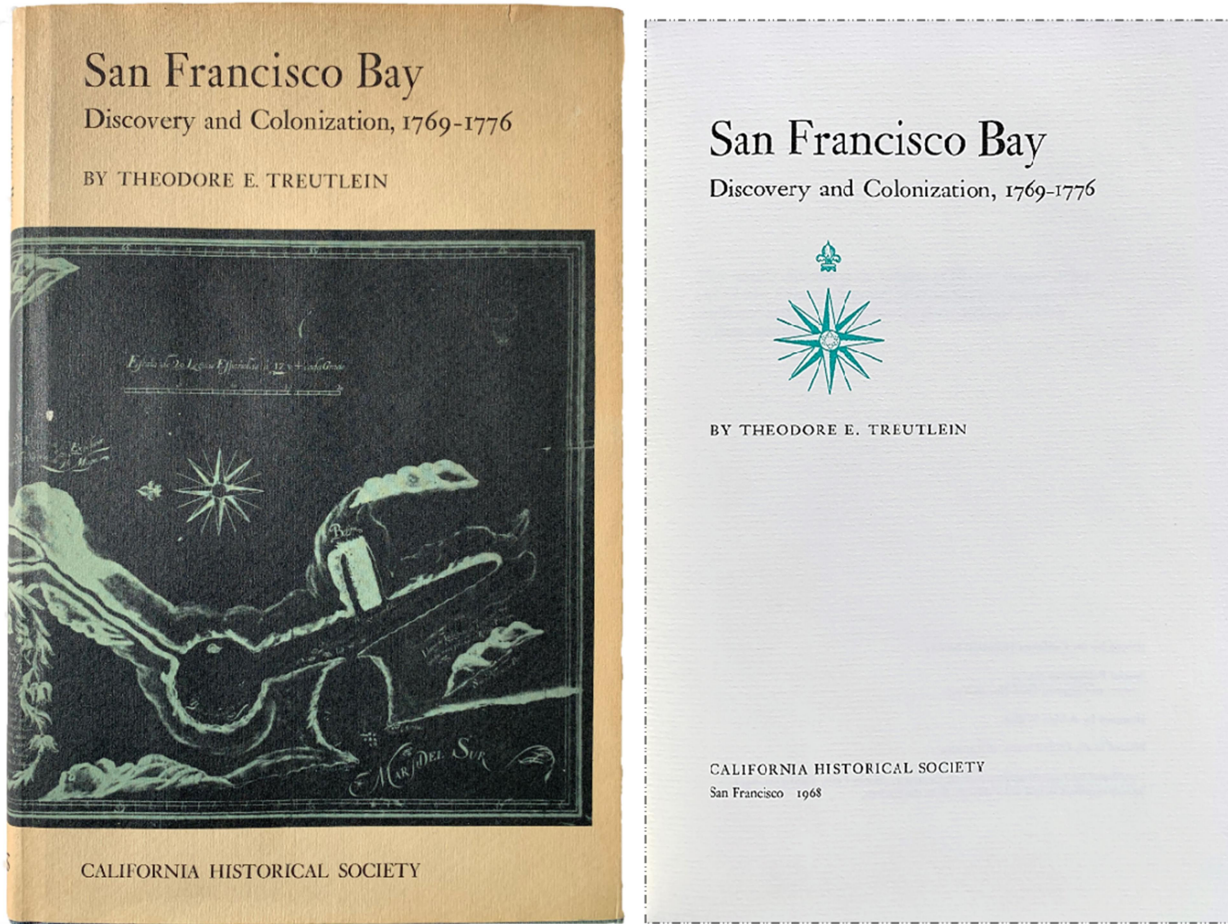 San Francisco Bay
Discovery and Colonization, 1769-1776
BY THEODORE E. TREUTLEIN
MAR DEL SUR
CALIFORNIA HISTORICAL SOCIETY
San Francisco Bay
Discovery and Colonization, 1769-1776
BY THEODORE E. TREUTLEIN
CALIFORNIA HISTORICAL SOCIETY
San Francisco 1968